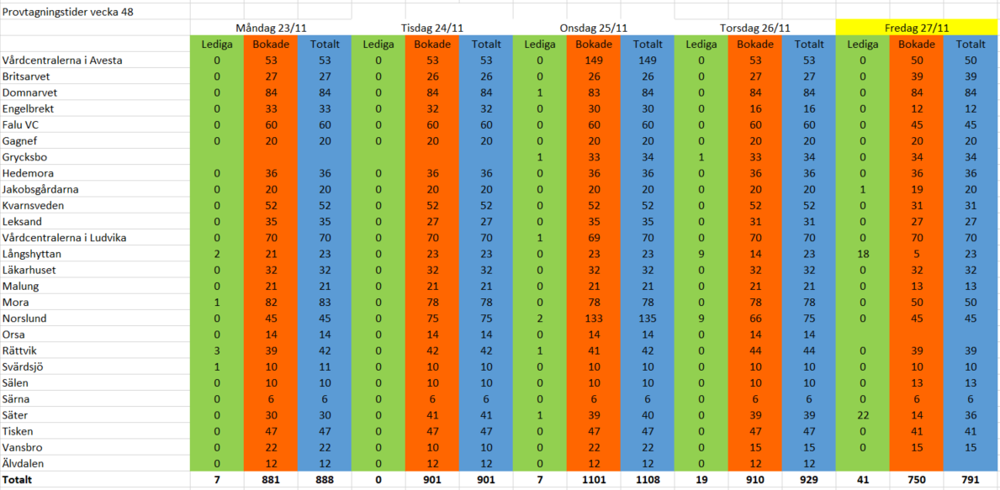 Provtagningstider vecka 48
Måndag 23/11 Tisdag 24/11 Onsdag 25/11 Torsdag 26/11 Fredag 27/11
Lediga Bokade Totalt Lediga Bokade Totalt Lediga Bokade Totalt Lediga Bokade Totalt Lediga Bokade Totalt
Vårdcentralerna i Avesta 0 53 53 0 53 53 0 149 149 0 53 53 0 50 50
Britsarvet 0 27 27 0 26 26 0 26 26 0 27 27 0 39 39
Domnarvet 0 84 84 0 84 84 1 83 84 0 84 84 0 84 84
Engelbrekt 0 33 33 0 32 32 0 30 30 0 16 16 0 12 12
Falu VC 0 60 60 0 60 60 0 60 60 0 60 60 0 45 45
Gagnef 0 20 20 0 20 20 0 20 20 0 20 20 0 20 20
Grycksbo 1 33 34 1 33 34 0 34 34
Hedemora 0 36 36 0 36 36 0 36 36 0 36 36 0 36 36
Jakobsgårdarna 0 20 20 0 20 20 0 20 20 0 20 20 1 19 20
Kvarnsveden 0 52 52 0 52 52 0 52 52 0 52 52 0 31 31
Leksand 0 35 35 0 27 27 0 35 35 0 31 31 0 27 27
Vårdcentralerna i Ludvika 0 70 70 0 70 70 1 69 70 0 70 70 0 70 70
Långshyttan 2 21 23 0 23 23 0 23 23 9 14 23 18 5 23
Läkarhuset 0 32 32 0 32 32 0 32 32 0 32 32 0 32 32
Malung 0 21 21 0 21 21 0 21 21 0 21 21 0 13 13
Mora 1 82 83 0 78 78 0 78 78 0 78 78 0 50 50
Norslund 0 45 45 0 75 75 2 133 135 9 66 75 0 45 45
Orsa 0 14 14 0 14 14 0 14 14 0 14 14
Rättvik 3 39 42 0 42 42 1 41 42 0 44 44 0 39 39
Svärdsjö 1 10 11 0 10 10 0 10 10 0 10 10 0 10 10
Sälen 0 10 10 0 10 10 0 10 10 0 10 10 0 13 13
Särna 0 6 6 0 6 6 0 6 6 0 6 6 0 6 6
Säter 0 30 30 0 41 41 1 39 40 0 39 39 22 14 36
Tisken 0 47 47 0 47 47 0 47 47 0 47 47 0 41 41
Vansbro 0 22 22 0 10 10 0 22 22 0 15 15 0 15 15
Älvdalen 0 12 12 0 12 12 0 12 12 0 12 12
Totalt 7 881 888 0 901 901 7 1101 1108 19 910 929 41 750 791